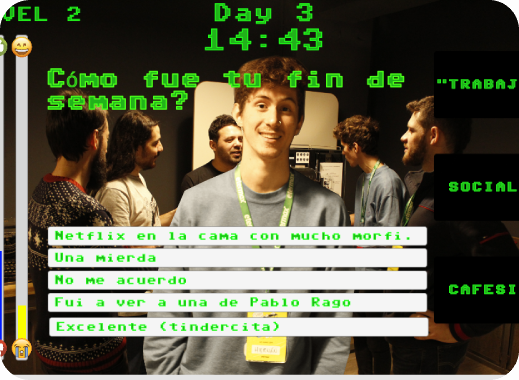 VEL 2
Day 3
14:43
Cómo fue tu fin de
semana?
"TRABAJ
SOCIAL
CAFESI
Netflix en la cama con mucho morfi.
Una mierda
No me acuerdo
Fui a ver a una de Pablo Rago
Excelente (tindercita)